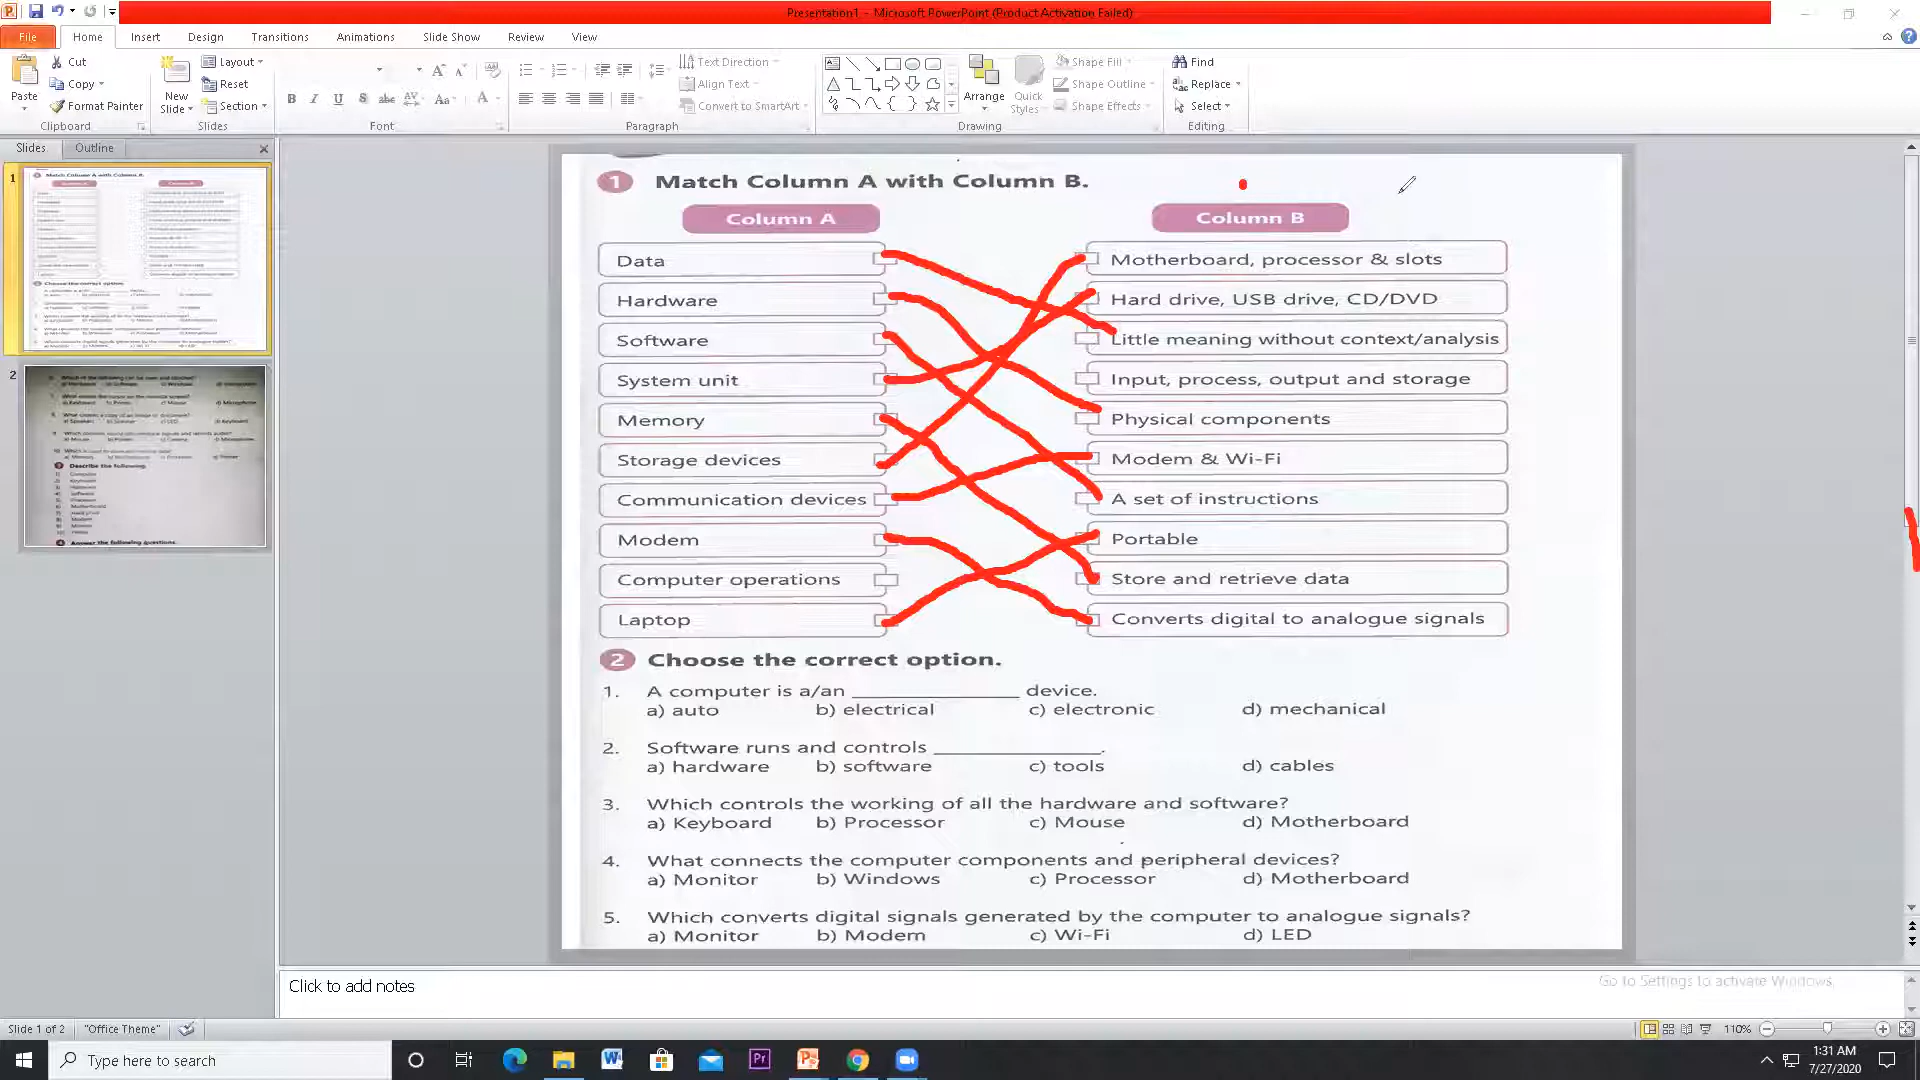 Presentation1 - Microsoft PowerPoint (Product Activation Failed)
File Home Insert Design Transitions Animations Slide Show Review View
Paste
Cut
Copy
Format Painter
Clipboard
New
Slide
Layout
Reset
Section
Slides
Font
Text Direction
Align Text
Convert to SmartArt
Paragraph
Arrange
Quick
Styles
Shape Fill
Shape Outline
Shape Effects
Drawing
Find
Replace
Select
Editing
Slides Outline
1
2
1 Match Column A with Column B.
Column A Column B
Data Motherboard, processor & slots
Hardware Hard drive, USB drive, CD/DVD
Software Little meaning without context/analysis
System unit Input, process, output and storage
Memory Physical components
Storage devices Modem & Wi-Fi
Communication devices A set of instructions
Modem Portable
Computer operations Store and retrieve data
Laptop Converts digital to analogue signals
2 Choose the correct option.
1. A computer is a/an ________________ device.
a) auto b) electrical c) electronic d) mechanical
2. Software runs and controls ________________.
a) hardware b) software c) tools d) cables
3. Which controls the working of all the hardware and software?
a) Keyboard b) Processor c) Mouse d) Motherboard
4. What connects the computer components and peripheral devices?
a) Monitor b) Windows c) Processor d) Motherboard
5. Which converts digital signals generated by the computer to analogue signals?
a) Monitor b) Modem c) Wi-Fi d) LED
Click to add notes
Go to Settings to activate Windows.
Slide 1 of 2 "Office Theme" 110%
Type here to search
1:31 AM
7/27/2020